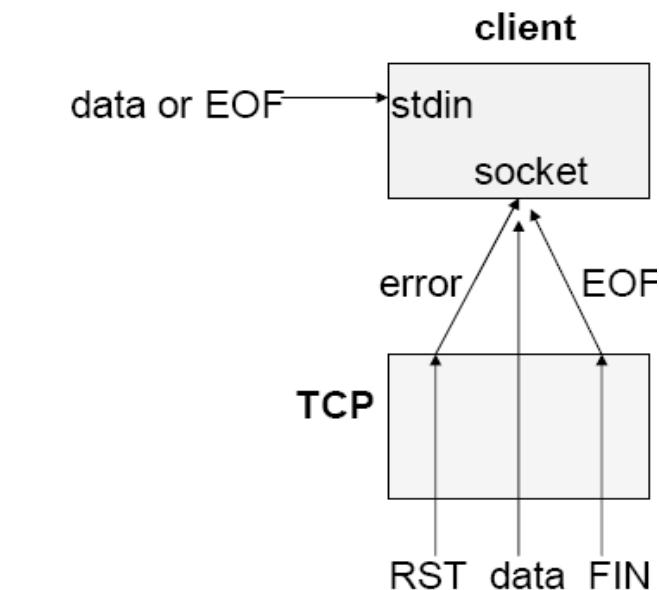 client
data or EOF
stdin
socket
error
EOF
TCP
RST data FIN